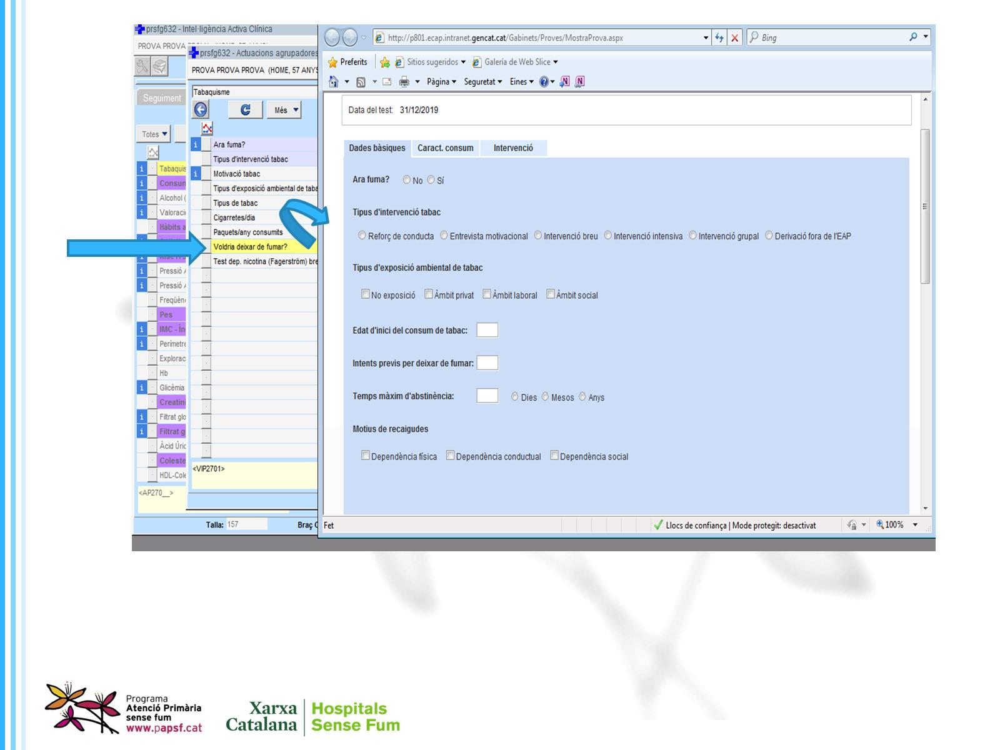 prsfg632 - Intel·ligència Activa Clínica
PROVA PROVA
Seguiment
Totes
Tabaquis
Consun
Alcohol (
Valoraci
Hàbits a
Pressió A
Pressió A
Freqüènc
Pes
IMC - Ín
Perímetre
Explorac
Hb
Glicèmia
Creatini
Filtrat glo
Filtrat g
Àcid Úric
Coleste
HDL-Cole
<AP270__>
Talla: 157
Braç
prsfg632 - Actuacions agrupadores
PROVA PROVA PROVA (HOME, 57 ANYS
Tabaquisme
Més
Ara fuma?
Tipus d'intervenció tabac
Motivació tabac
Tipus d'exposició ambiental de taba
Tipus de tabac
Cigarretes/dia
Paquets/any consumits
Voldria deixar de fumar?
Test dep. nicotina (Fagerström) bre
<VIP2701>
http://p801.ecap.intranet.gencat.cat/Gabinets/Proves/MostraProva.aspx
Bing
Preferits Sitios sugeridos Galería de Web Slice
Pàgina Seguretat Eines
Data del test: 31/12/2019
Dades bàsiques Caract. consum Intervenció
Ara fuma? No Sí
Tipus d'intervenció tabac
Reforç de conducta Entrevista motivacional Intervenció breu Intervenció intensiva Intervenció grupal Derivació fora de l'EAP
Tipus d'exposició ambiental de tabac
No exposició Àmbit privat Àmbit laboral Àmbit social
Edat d'inici del consum de tabac:
Intents previs per deixar de fumar:
Temps màxim d'abstinència: Dies Mesos Anys
Motius de recaigudes
Dependència física Dependència conductual Dependència social
Fet
Llocs de confiança | Mode protegit: desactivat
100%
Programa
Atenció Primària
sense fum
www.papsf.cat
Xarxa
Catalana
Hospitals
Sense Fum